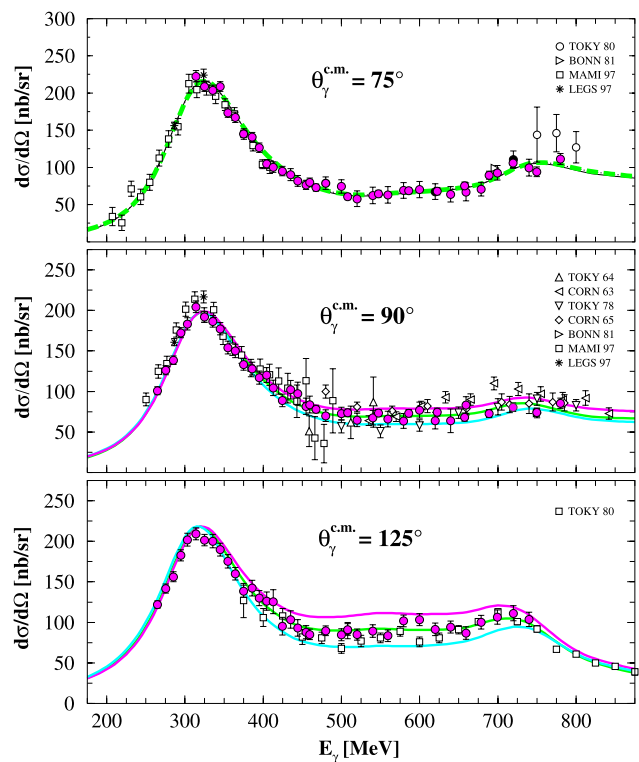 300
250
200
150
100
50
dσ/dΩ [nb/sr]
θγ c.m. = 75°
TOKY 80
BONN 81
MAMI 97
LEGS 97
250
200
150
100
50
dσ/dΩ [nb/sr]
θγ c.m. = 90°
TOKY 64
CORN 63
TOKY 78
CORN 65
BONN 81
MAMI 97
LEGS 97
250
200
150
100
50
0
dσ/dΩ [nb/sr]
θγ c.m. = 125°
TOKY 80
200 300 400 500 600 700 800
Eγ [MeV]